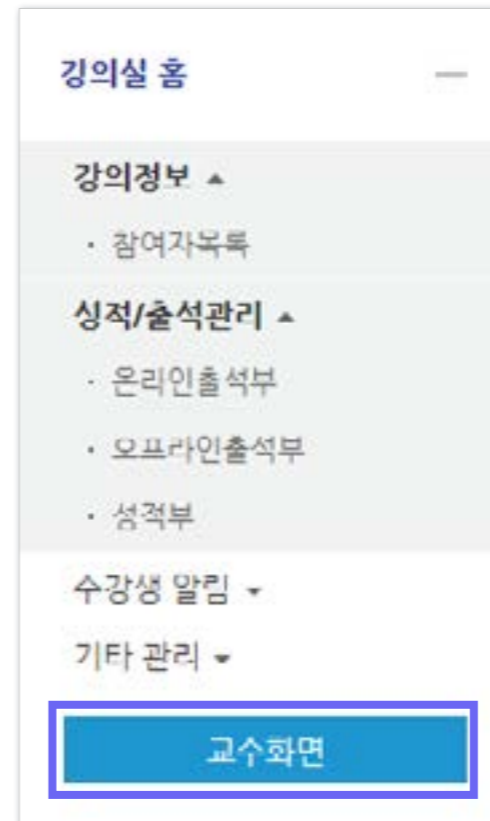 강의실 홈
강의정보 ▲
· 참여자목록
성적/출석관리 ▲
· 온라인출석부
· 오프라인출석부
· 성적부
수강생 알림 ▼
기타 관리 ▼
교수화면